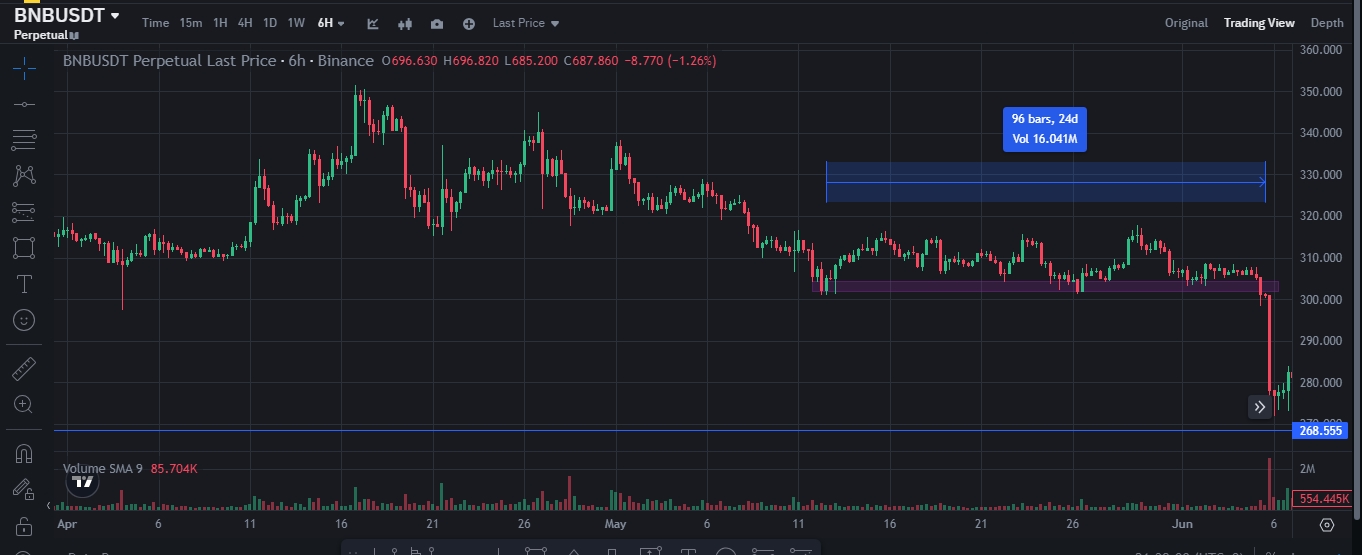 BNBUSDT
Perpetual
Time 15m 1H 4H 1D 1W 6H Last Price Original Trading View Depth
BNBUSDT Perpetual Last Price · 6h · Binance O696.630 H696.820 L685.200 C687.860 −8.770 (−1.26%)
360.000
350.000
340.000
330.000
320.000
310.000
300.000
290.000
280.000
268.555
96 bars, 24d
Vol 16.041M
Volume SMA 9 85.704K
2M
554.445K
Apr 6 11 16 21 26 May 6 11 16 21 26 Jun 6